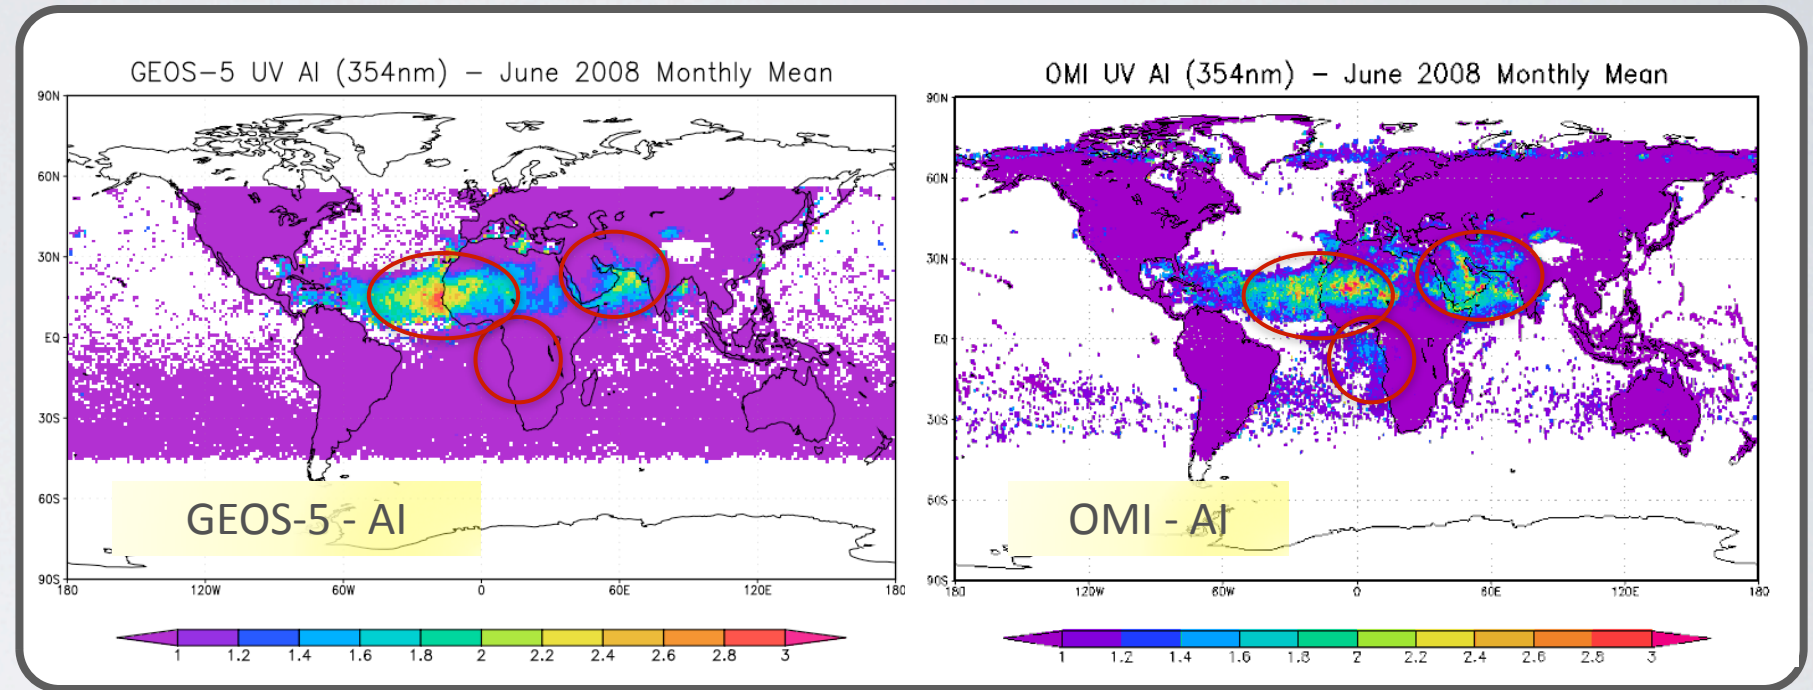 GEOS-5 UV AI (354nm) - June 2008 Monthly Mean
90N
60N
30N
EQ
30S
60S
90S
180 120W 60W 0 60E 120E 180
GEOS-5 - AI
1 1.2 1.4 1.6 1.8 2 2.2 2.4 2.6 2.8 3
OMI UV AI (354nm) - June 2008 Monthly Mean
90N
60N
30N
EQ
30S
60S
90S
180 120W 60W 0 60E 120E 180
OMI - AI
1 1.2 1.4 1.6 1.8 2 2.2 2.4 2.6 2.8 3